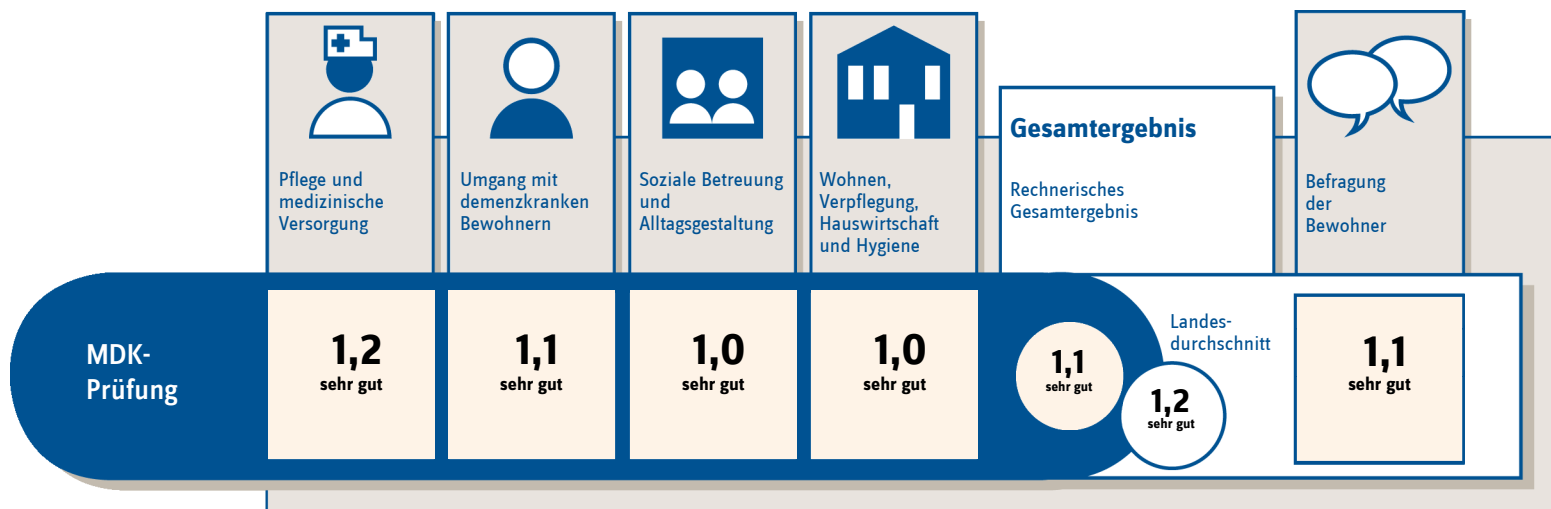 Pflege und
medizinische
Versorgung
Umgang mit
demenzkranken
Bewohnern
Soziale Betreuung
und
Alltagsgestaltung
Wohnen,
Verpflegung,
Hauswirtschaft
und Hygiene
Gesamtergebnis
Rechnerisches
Gesamtergebnis
Befragung
der
Bewohner
MDK-
Prüfung
1,2
sehr gut
1,1
sehr gut
1,0
sehr gut
1,0
sehr gut
1,1
sehr gut
Landes-
durchschnitt
1,2
sehr gut
1,1
sehr gut